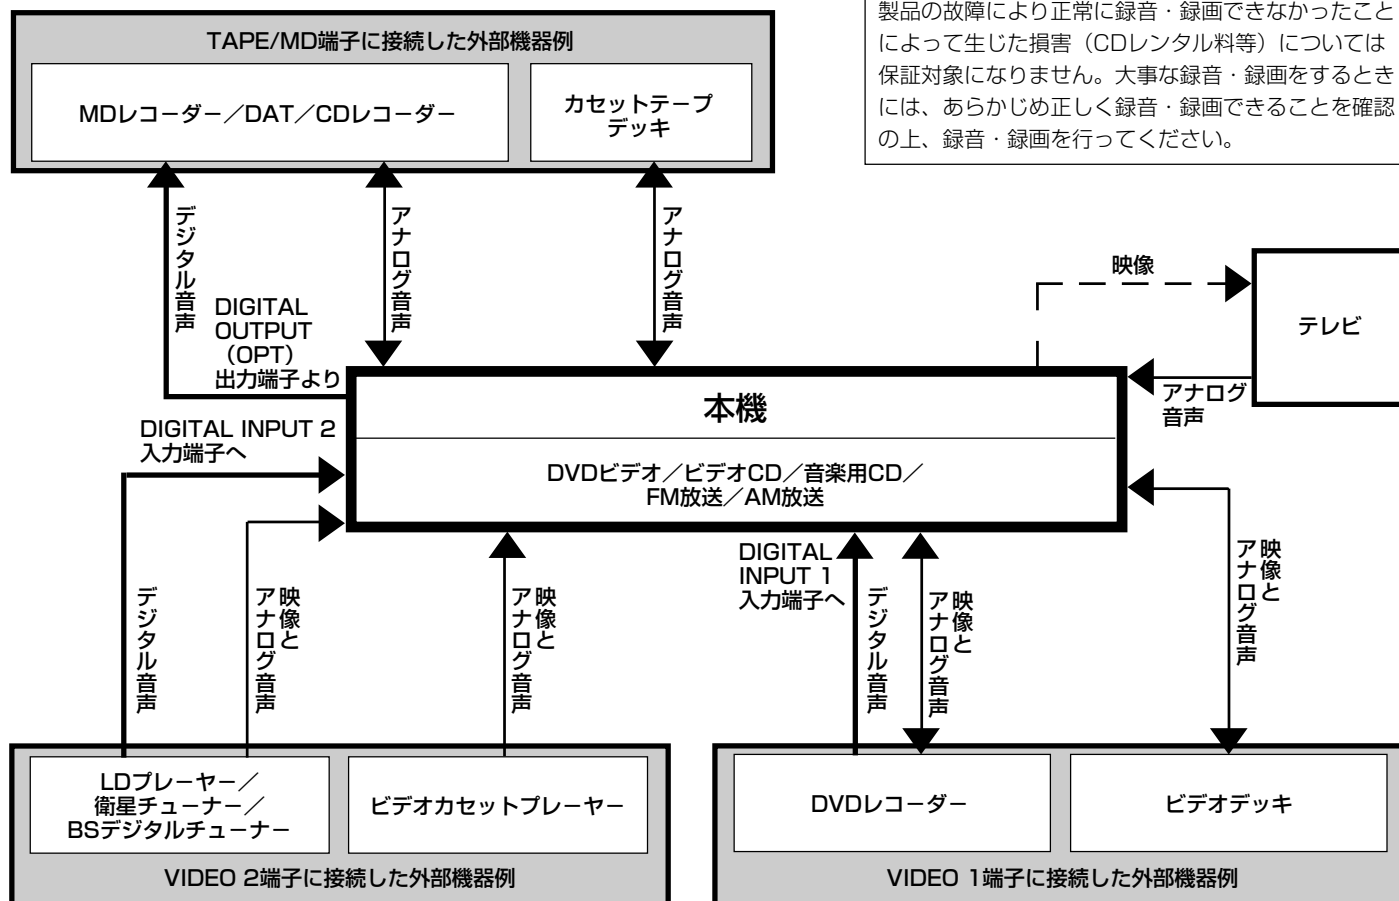 製品の故障により正常に録音・録画できなかったこと
によって生じた損害（CDレンタル料等）については
保証対象になりません。大事な録音・録画をするとき
には、あらかじめ正しく録音・録画できることを確認
の上、録音・録画を行ってください。
TAPE/MD端子に接続した外部機器例
MDレコーダー／DAT／CDレコーダー
カセットテープ
デッキ
デジタル音声
アナログ音声
アナログ音声
DIGITAL
OUTPUT
（OPT）
出力端子より
映像
テレビ
アナログ
音声
本機
DVDビデオ／ビデオCD／音楽用CD／
FM放送／AM放送
DIGITAL INPUT 2
入力端子へ
デジタル音声
映像と
アナログ音声
映像と
アナログ音声
DIGITAL
INPUT 1
入力端子へ
デジタル音声
映像と
アナログ音声
映像と
アナログ音声
LDプレーヤー／
衛星チューナー／
BSデジタルチューナー
ビデオカセットプレーヤー
VIDEO 2端子に接続した外部機器例
DVDレコーダー
ビデオデッキ
VIDEO 1端子に接続した外部機器例